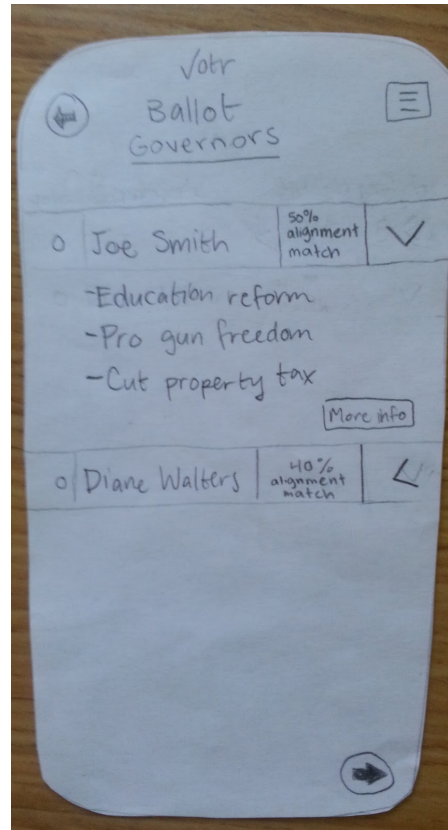 Votr
Ballot
Governors
Joe Smith
50%
alignment
match
-Education reform
-Pro gun freedom
-Cut property tax
More info
Diane Walters
40%
alignment
match